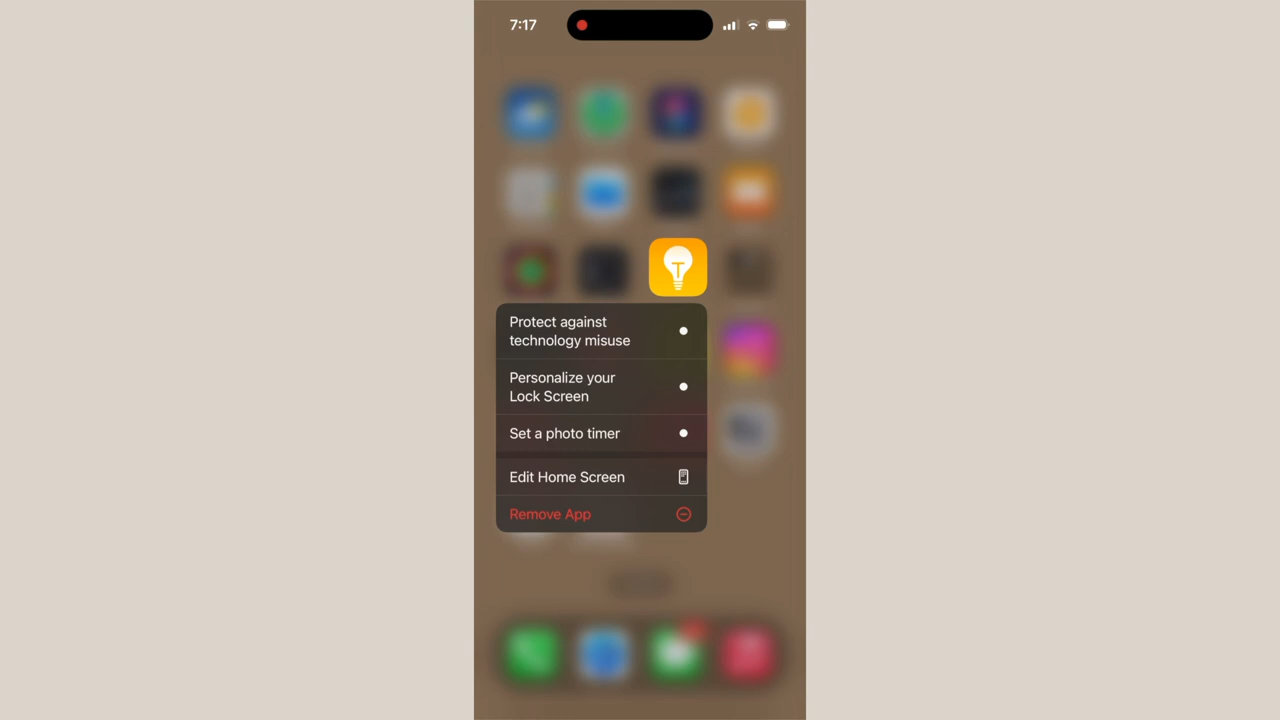 7:17
Protect against
technology misuse
Personalize your
Lock Screen
Set a photo timer
Edit Home Screen
Remove App